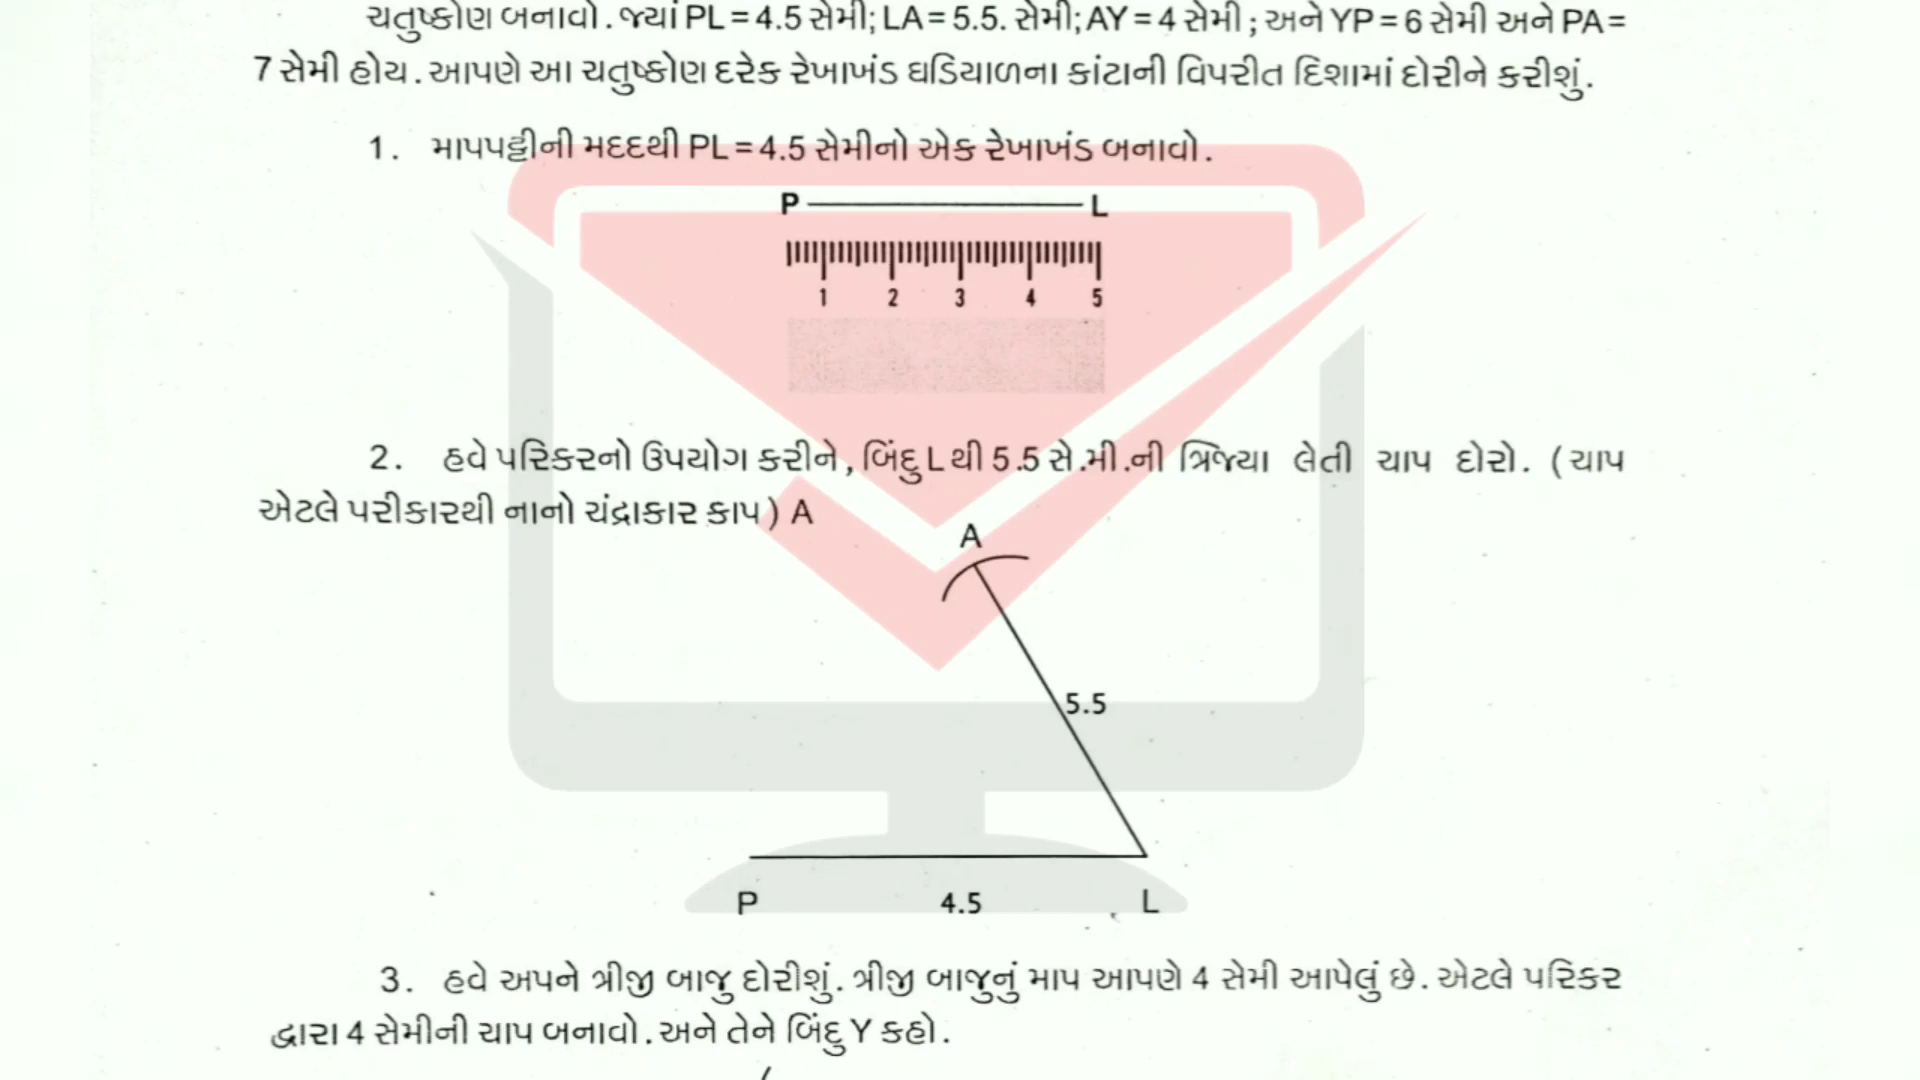 ચતુષ્કોણ બનાવો. જ્યાં PL = 4.5 સેમી; LA = 5.5. સેમી; AY = 4 સેમી ; અને YP = 6 સેમી અને PA =
7 સેમી હોય. આપણે આ ચતુષ્કોણ દરેક રેખાખંડ ઘડિયાળના કાંટાની વિપરીત દિશામાં દોરીને કરીશું.
1. માપપટ્ટીની મદદથી PL = 4.5 સેમીનો એક રેખાખંડ બનાવો.
P L
1 2 3 4 5
2. હવે પરિકરનો ઉપયોગ કરીને, બિંદુ L થી 5.5 સે.મી.ની ત્રિજ્યા લેતી ચાપ દોરો. (ચાપ
એટલે પરીકારથી નાનો ચંદ્રાકાર કાપ) A
A
5.5
P 4.5 L
3. હવે અપને ત્રીજી બાજુ દોરીશું. ત્રીજી બાજુનું માપ આપણે 4 સેમી આપેલું છે. એટલે પરિકર
દ્વારા 4 સેમીની ચાપ બનાવો. અને તેને બિંદુ Y કહો.